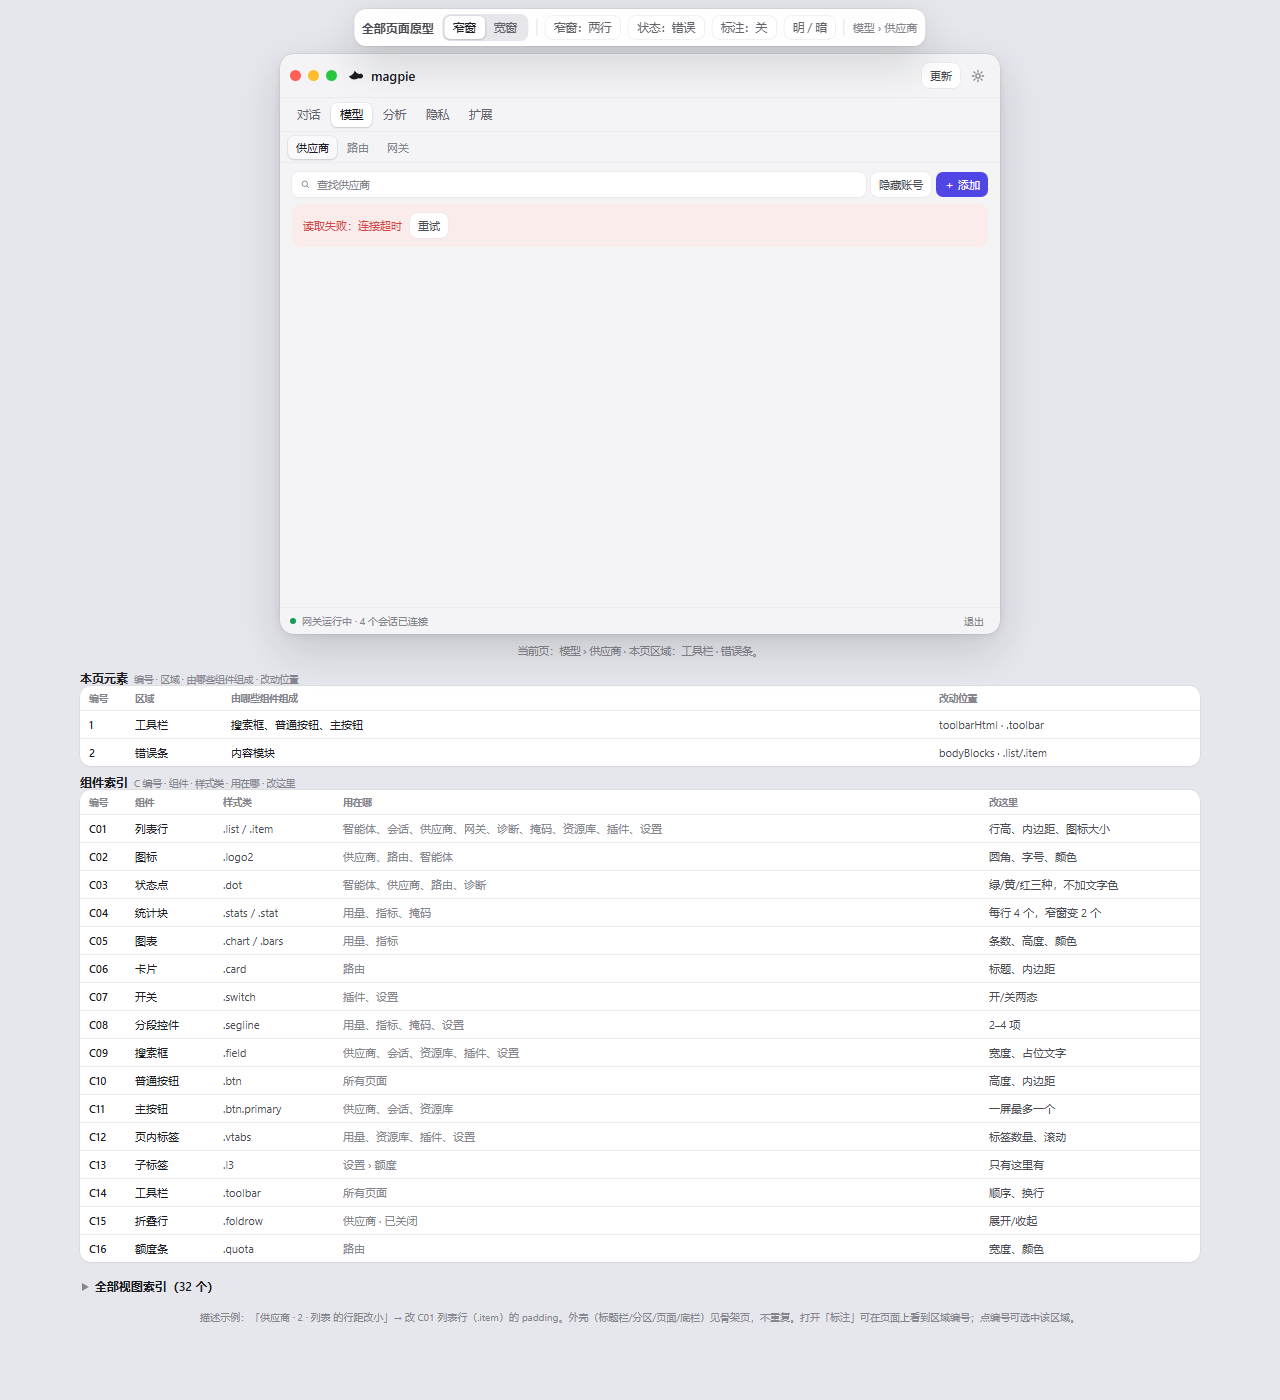 全部页面原型 窄窗 宽窗 窄窗：两行 状态：错误 标注：关 明 / 暗 模型 › 供应商
magpie 更新
对话 模型 分析 隐私 扩展
供应商 路由 网关
查找供应商 隐藏账号 + 添加
读取失败：连接超时 重试
网关运行中 · 4 个会话已连接 退出
当前页：模型 › 供应商 · 本页区域：工具栏 · 错误条。
本页元素 编号 · 区域 · 由哪些组件组成 · 改动位置
编号 区域 由哪些组件组成 改动位置
1 工具栏 搜索框、普通按钮、主按钮 toolbarHtml · .toolbar
2 错误条 内容模块 bodyBlocks · .list/.item
组件索引 C 编号 · 组件 · 样式类 · 用在哪 · 改这里
编号 组件 样式类 用在哪 改这里
C01 列表行 .list / .item 智能体、会话、供应商、网关、诊断、掩码、资源库、插件、设置 行高、内边距、图标大小
C02 图标 .logo2 供应商、路由、智能体 圆角、字号、颜色
C03 状态点 .dot 智能体、供应商、路由、诊断 绿/黄/红三种，不加文字色
C04 统计块 .stats / .stat 用量、指标、掩码 每行 4 个，窄窗变 2 个
C05 图表 .chart / .bars 用量、指标 条数、高度、颜色
C06 卡片 .card 路由 标题、内边距
C07 开关 .switch 插件、设置 开/关两态
C08 分段控件 .segline 用量、指标、掩码、设置 2–4 项
C09 搜索框 .field 供应商、会话、资源库、插件、设置 宽度、占位文字
C10 普通按钮 .btn 所有页面 高度、内边距
C11 主按钮 .btn.primary 供应商、会话、资源库 一屏最多一个
C12 页内标签 .vtabs 用量、资源库、插件、设置 标签数量、滚动
C13 子标签 .l3 设置 › 额度 只有这里有
C14 工具栏 .toolbar 所有页面 顺序、换行
C15 折叠行 .foldrow 供应商 · 已关闭 展开/收起
C16 额度条 .quota 路由 宽度、颜色
▶ 全部视图索引（32 个）
描述示例：「供应商 · 2 · 列表 的行距改小」→ 改 C01 列表行（.item）的 padding。外壳（标题栏/分区/页面/底栏）见骨架页，不重复。打开「标注」可在页面上看到区域编号；点编号可选中该区域。